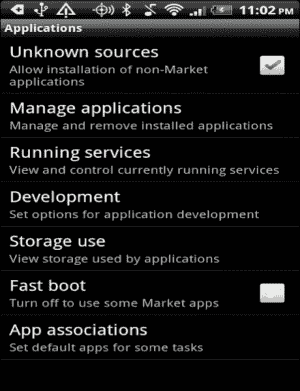 11:02 PM
Applications
Unknown sources
Allow installation of non-Market
applications
Manage applications
Manage and remove installed applications
Running services
View and control currently running services
Development
Set options for application development
Storage use
View storage used by applications
Fast boot
Turn off to use some Market apps
App associations
Set default apps for some tasks